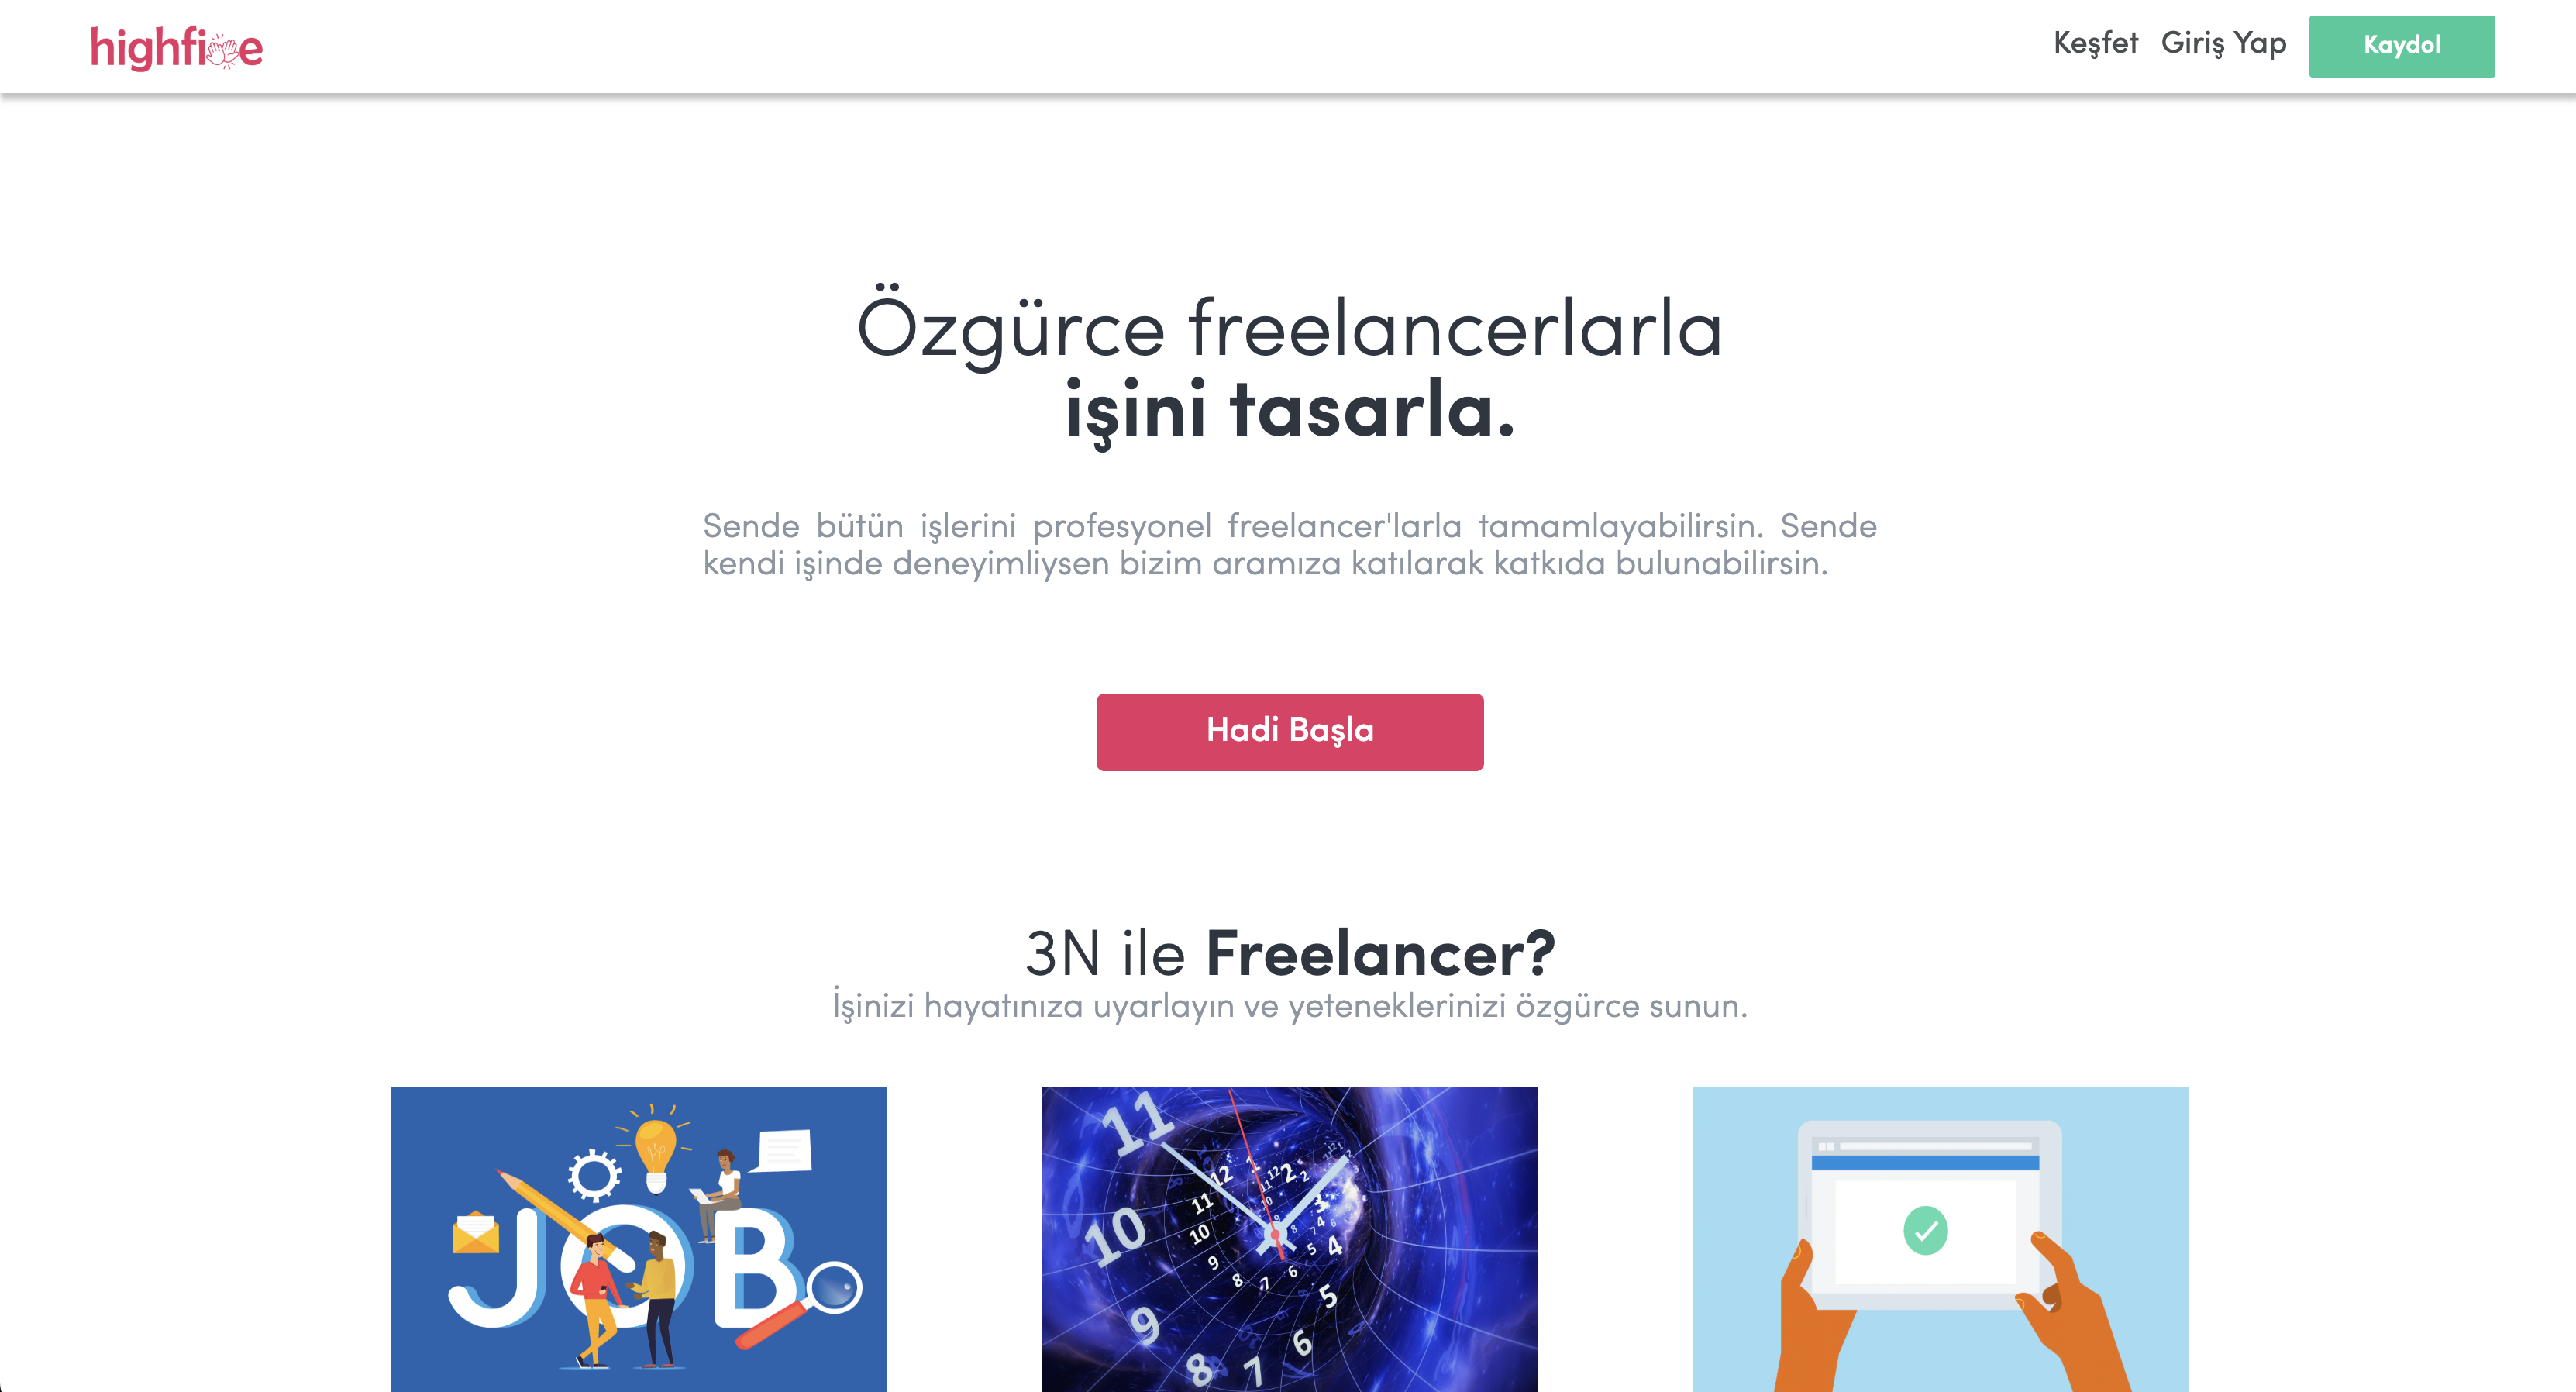 highfive
Keşfet Giriş Yap Kaydol
Özgürce freelancerlarla
işini tasarla.
Sende bütün işlerini profesyonel freelancer'larla tamamlayabilirsin. Sende
kendi işinde deneyimliysen bizim aramıza katılarak katkıda bulunabilirsin.
Hadi Başla
3N ile Freelancer?
İşinizi hayatınıza uyarlayın ve yeteneklerinizi özgürce sunun.
JOB
11
12 1 2
11
10
10
3
4
9
5
8 7 6
9
5
8 7 6